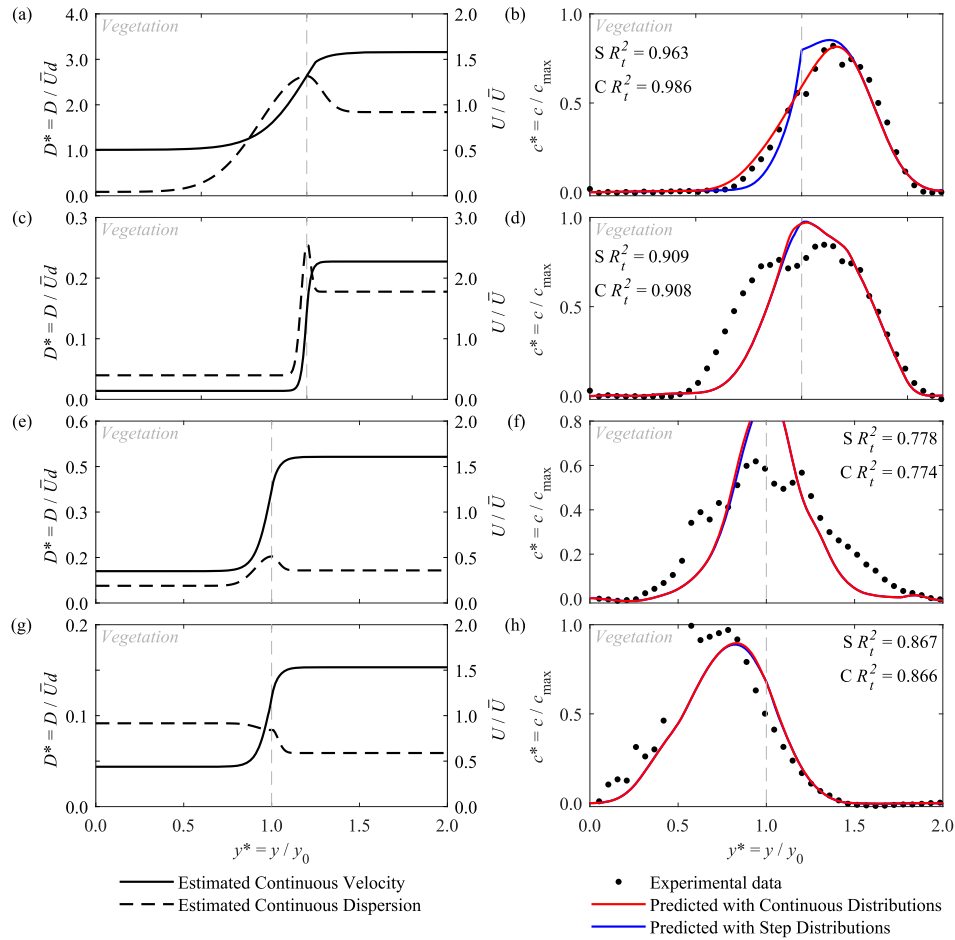 (a)
Vegetation
4.0
3.0
2.0
1.0
0.0
D* = D / Ūd
2.0
1.5
1.0
0.5
0.0
U / Ū
(b)
Vegetation
S R_t^2 = 0.963
C R_t^2 = 0.986
1.0
0.5
0.0
c* = c / c_max
(c)
Vegetation
0.3
0.2
0.1
0.0
D* = D / Ūd
3.0
2.0
1.0
0.0
U / Ū
(d)
Vegetation
S R_t^2 = 0.909
C R_t^2 = 0.908
1.0
0.5
0.0
c* = c / c_max
(e)
Vegetation
0.6
0.5
0.3
0.2
0.0
D* = D / Ūd
2.0
1.5
1.0
0.5
0.0
U / Ū
(f)
Vegetation
S R_t^2 = 0.778
C R_t^2 = 0.774
0.8
0.6
0.4
0.2
0.0
c* = c / c_max
(g)
Vegetation
0.2
0.1
0.0
D* = D / Ūd
2.0
1.5
1.0
0.5
0.0
U / Ū
0.0 0.5 1.0 1.5 2.0
y* = y / y_0
(h)
Vegetation
S R_t^2 = 0.867
C R_t^2 = 0.866
1.0
0.5
0.0
c* = c / c_max
0.0 0.5 1.0 1.5 2.0
y* = y / y_0
Estimated Continuous Velocity
Estimated Continuous Dispersion
Experimental data
Predicted with Continuous Distributions
Predicted with Step Distributions